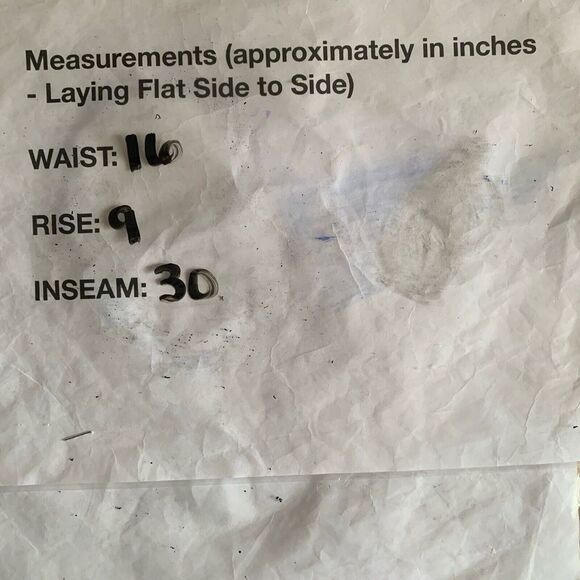 Measurements (approximately in inches
- Laying Flat Side to Side)
WAIST: 16
RISE: 9
INSEAM: 30